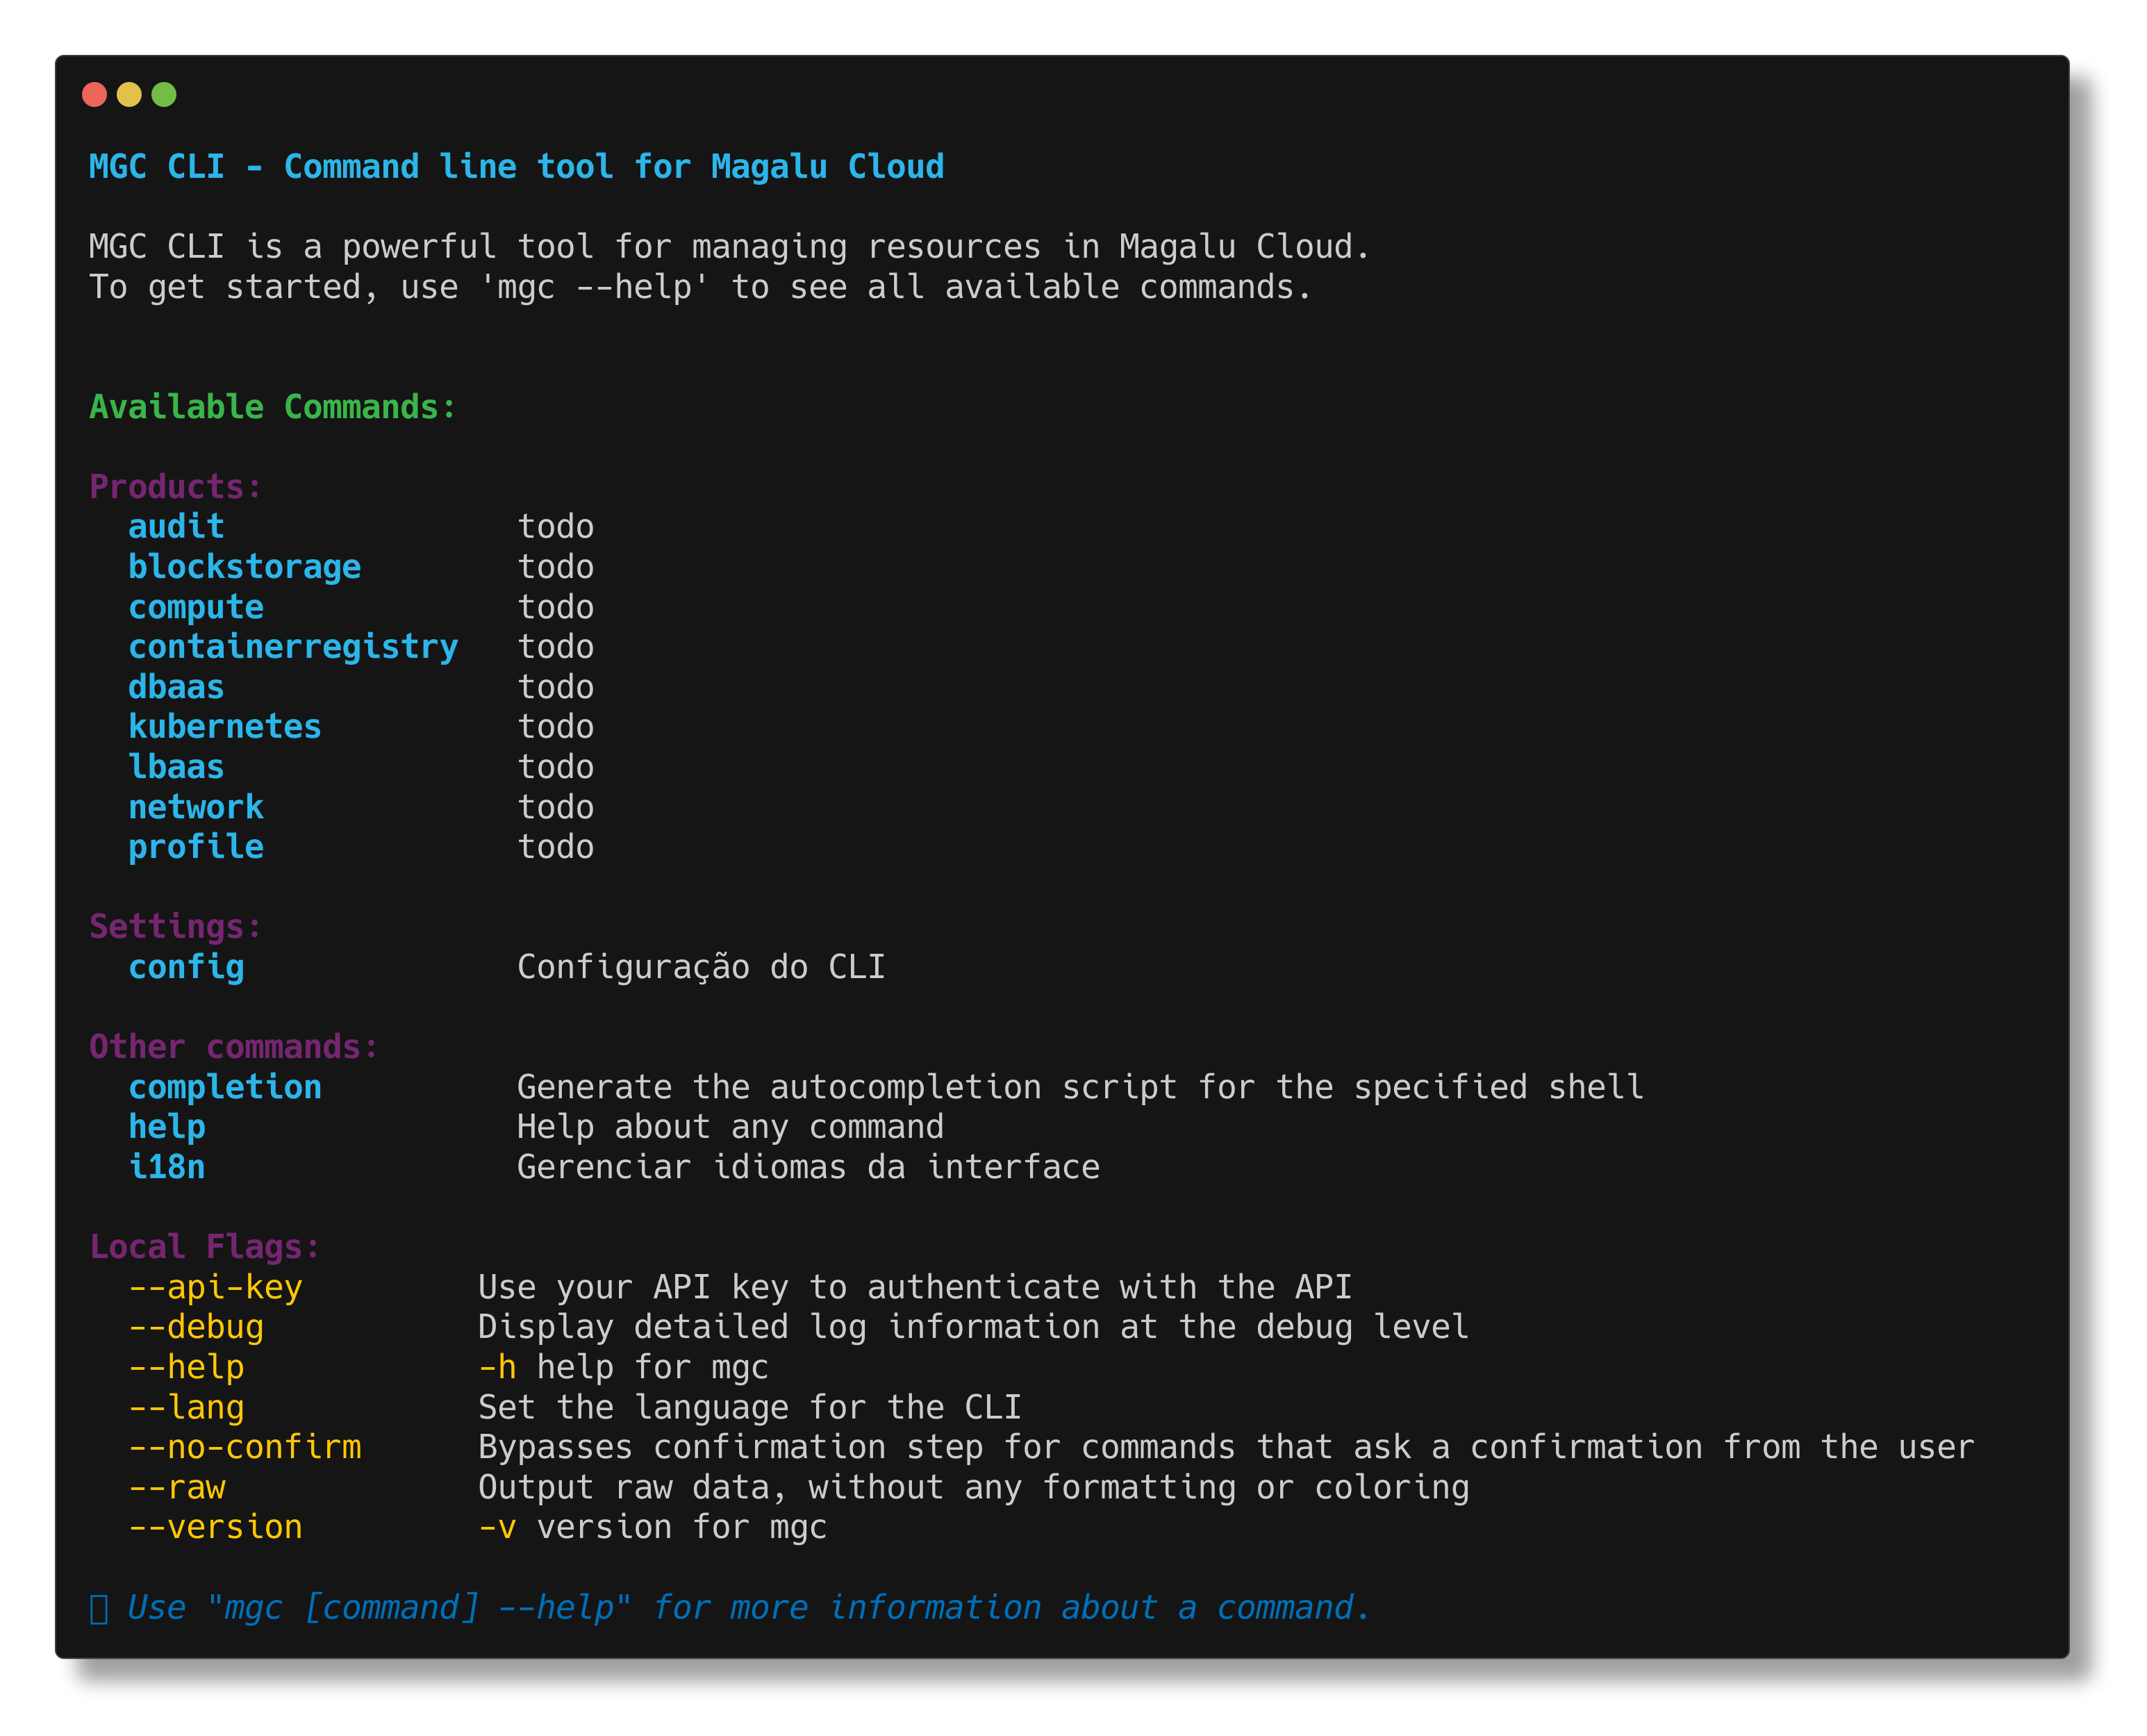 MGC CLI - Command line tool for Magalu Cloud
MGC CLI is a powerful tool for managing resources in Magalu Cloud.
To get started, use 'mgc --help' to see all available commands.
Available Commands:
Products:
audit todo
blockstorage todo
compute todo
containerregistry todo
dbaas todo
kubernetes todo
lbaas todo
network todo
profile todo
Settings:
config Configuração do CLI
Other commands:
completion Generate the autocompletion script for the specified shell
help Help about any command
i18n Gerenciar idiomas da interface
Local Flags:
--api-key Use your API key to authenticate with the API
--debug Display detailed log information at the debug level
--help -h help for mgc
--lang Set the language for the CLI
--no-confirm Bypasses confirmation step for commands that ask a confirmation from the user
--raw Output raw data, without any formatting or coloring
--version -v version for mgc
Use "mgc [command] --help" for more information about a command.